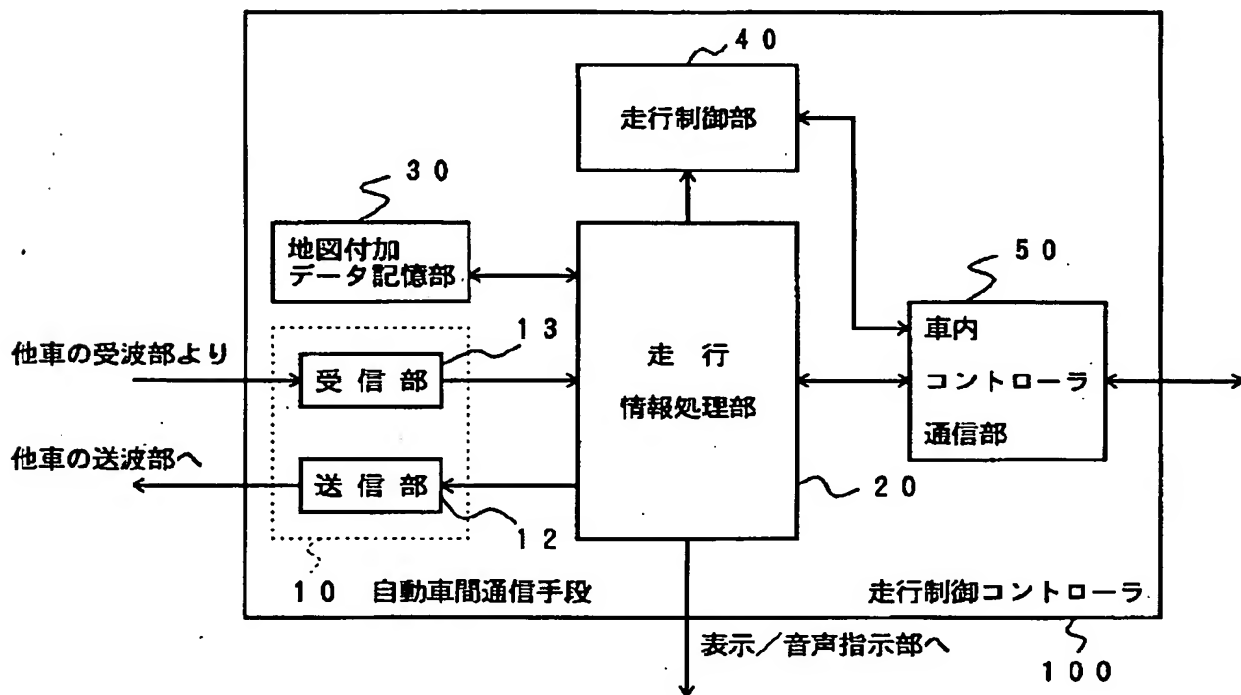 40
走行制御部
30
地図付加
データ記憶部
50
他車の受波部より
13
受信部
走行
情報処理部
車内
コントローラ
通信部
他車の送波部へ
送信部
12
20
10 自動車間通信手段
走行制御コントローラ
表示/音声指示部へ
100